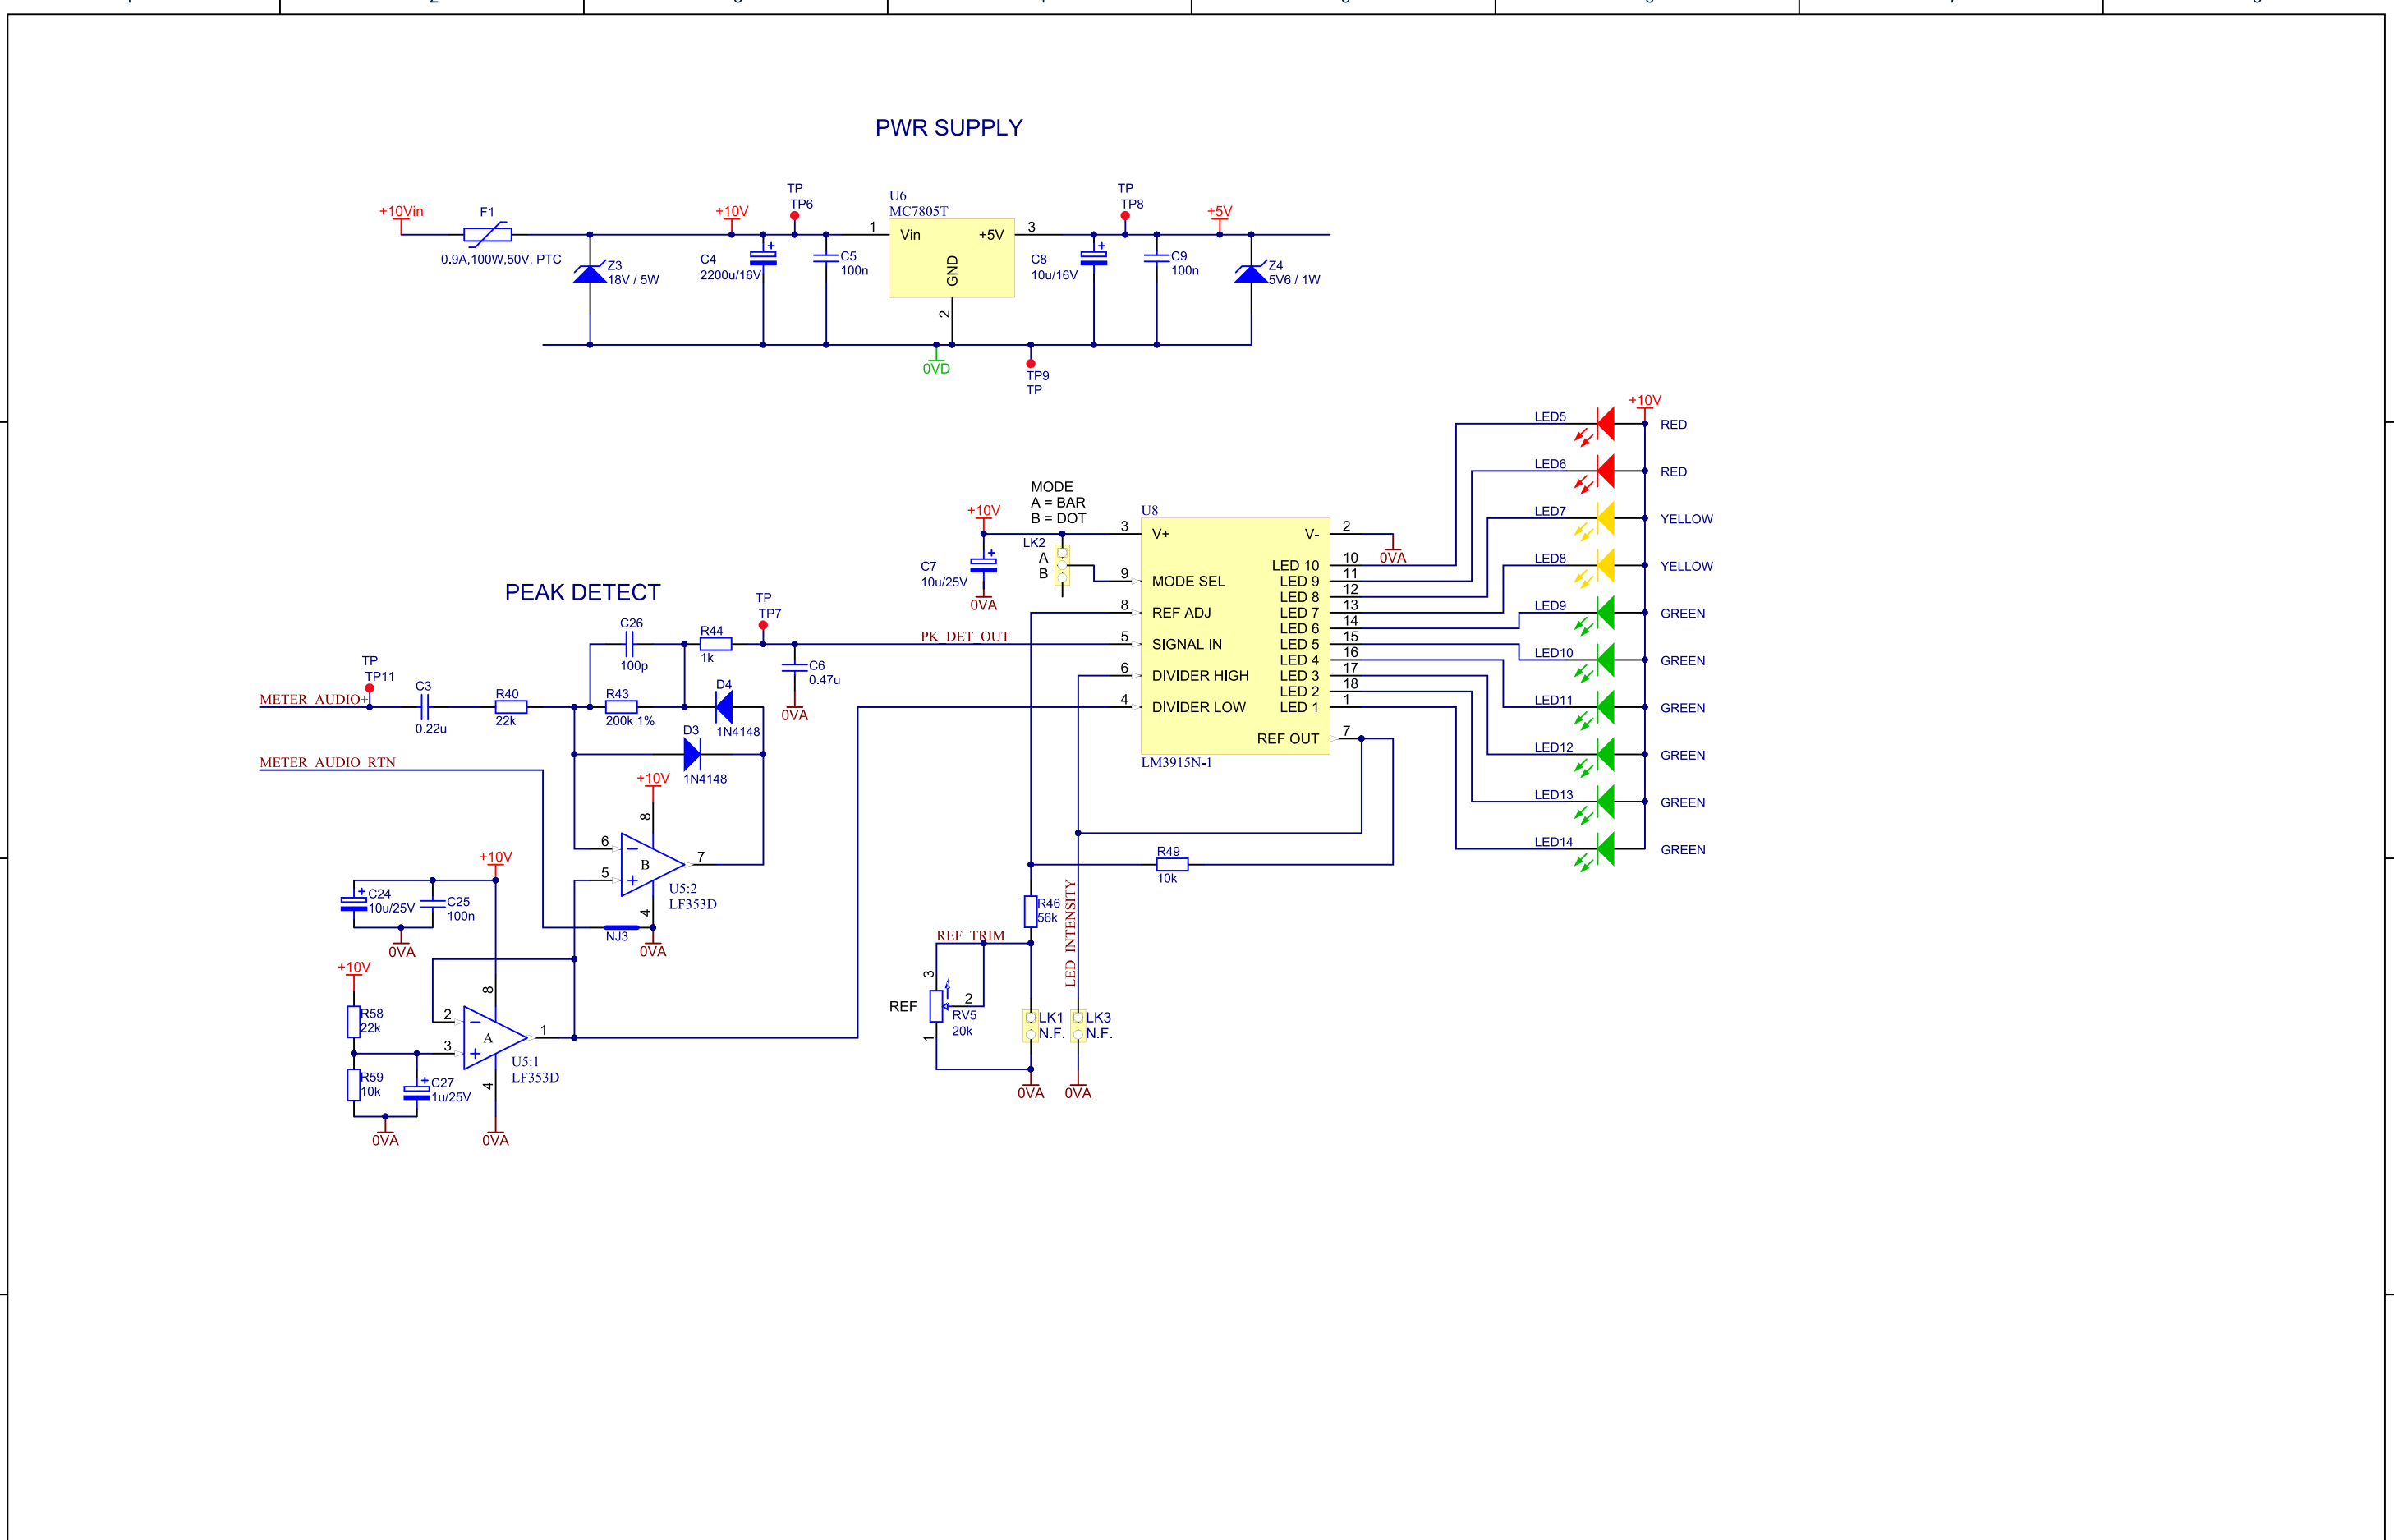 PWR SUPPLY
+10Vin
F1
0.9A,100W,50V, PTC
Z3
18V / 5W
+10V
C4
2200u/16V
TP
TP6
C5
100n
U6
MC7805T
1
Vin
+5V
3
GND
2
TP
TP8
C8
10u/16V
C9
100n
+5V
Z4
5V6 / 1W
0VD
TP9
TP
PEAK DETECT
TP
TP11
METER AUDIO+
C3
0.22u
R40
22k
C26
100p
R43
200k 1%
R44
1k
D4
1N4148
D3
1N4148
TP
TP7
C6
0.47u
0VA
PK_DET_OUT
METER AUDIO RTN
+10V
8
6
5
B
7
4
U5:2
LF353D
NJ3
0VA
+10V
C24
10u/25V
C25
100n
0VA
+10V
R58
22k
R59
10k
C27
1u/25V
0VA
8
2
3
A
1
4
U5:1
LF353D
0VA
MODE
A = BAR
B = DOT
+10V
LK2
A
B
C7
10u/25V
0VA
U8
3
V+
9
MODE SEL
8
REF ADJ
5
SIGNAL IN
6
DIVIDER HIGH
4
DIVIDER LOW
V-
2
0VA
LED 10
10
LED 9
11
LED 8
12
LED 7
13
LED 6
14
LED 5
15
LED 4
16
LED 3
17
LED 2
18
LED 1
1
REF OUT
7
LM3915N-1
R49
10k
R46
56k
REF TRIM
LED INTENSITY
REF
3
2
1
RV5
20k
LK1
N.F.
LK3
N.F.
0VA
0VA
+10V
LED5
RED
LED6
RED
LED7
YELLOW
LED8
YELLOW
LED9
GREEN
LED10
GREEN
LED11
GREEN
LED12
GREEN
LED13
GREEN
LED14
GREEN